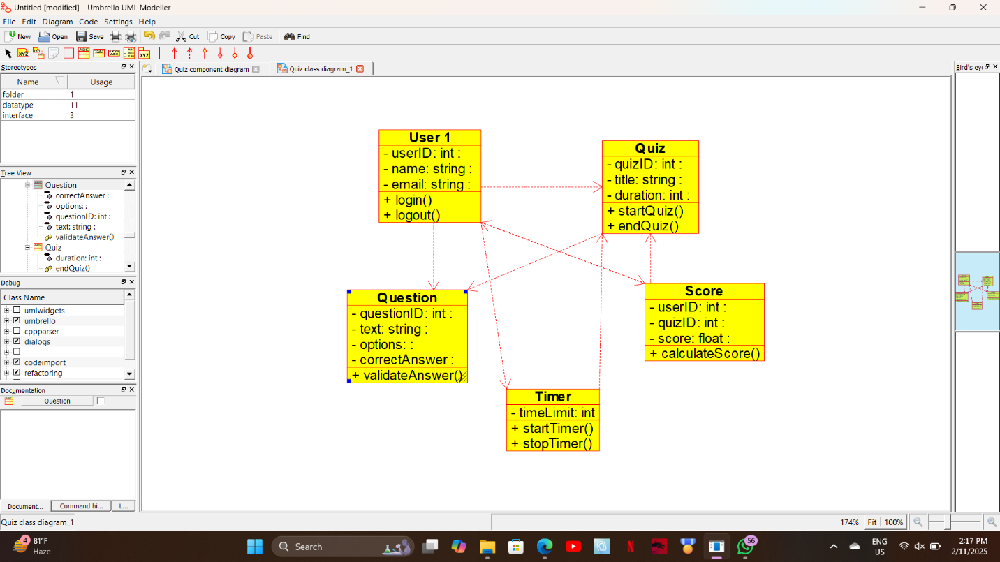 Untitled [modified] – Umbrello UML Modeller
File Edit Diagram Code Settings Help
New Open Save Cut Copy Paste Find
Stereotypes
Name Usage
folder 1
datatype 11
interface 3
Tree View
Question
correctAnswer :
options: :
questionID: int :
text: string :
validateAnswer()
Quiz
duration: int :
endQuiz()
Debug
Class Name
umlwidgets
umbrello
cppparser
dialogs
codeimport
refactoring
Documentation
Question
Document... Command hi... L...
Quiz class diagram_1
Quiz component diagram
Quiz class diagram_1
Bird's eye
User 1
- userID: int :
- name: string :
- email: string :
+ login()
+ logout()
Quiz
- quizID: int :
- title: string :
- duration: int :
+ startQuiz()
+ endQuiz()
Question
- questionID: int :
- text: string :
- options: :
- correctAnswer :
+ validateAnswer()
Score
- userID: int :
- quizID: int :
- score: float :
+ calculateScore()
Timer
- timeLimit: int
+ startTimer()
+ stopTimer()
174% Fit 100%
4
81°F
Haze
Search
56
ENG
US
2:17 PM
2/11/2025